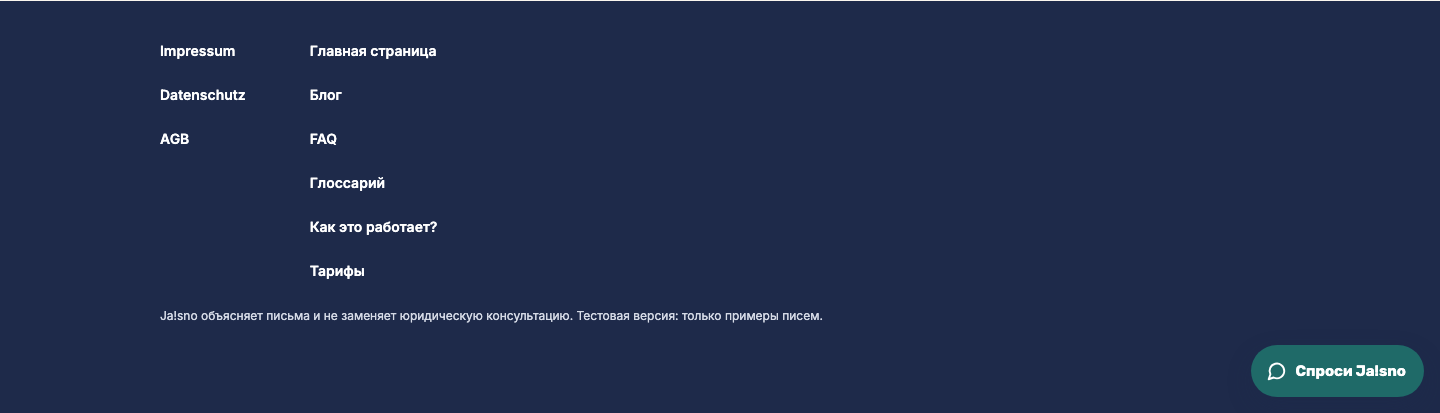 Impressum
Datenschutz
AGB
Главная страница
Блог
FAQ
Глоссарий
Как это работает?
Тарифы
Ja!sno объясняет письма и не заменяет юридическую консультацию. Тестовая версия: только примеры писем.
Спроси Ja!sno